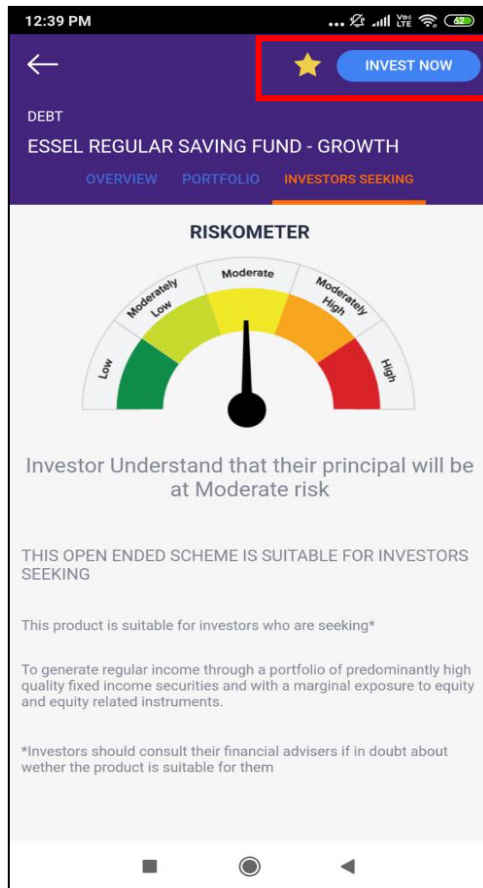 12:39 PM
... Vo) LTE 62
INVEST NOW
DEBT
ESSEL REGULAR SAVING FUND - GROWTH
OVERVIEW PORTFOLIO INVESTORS SEEKING
RISKOMETER
Low
Moderately Low
Moderate
Moderately High
High
Investor Understand that their principal will be
at Moderate risk
THIS OPEN ENDED SCHEME IS SUITABLE FOR INVESTORS
SEEKING
This product is suitable for investors who are seeking*
To generate regular income through a portfolio of predominantly high
quality fixed income securities and with a marginal exposure to equity
and equity related instruments.
*Investors should consult their financial advisers if in doubt about
wether the product is suitable for them